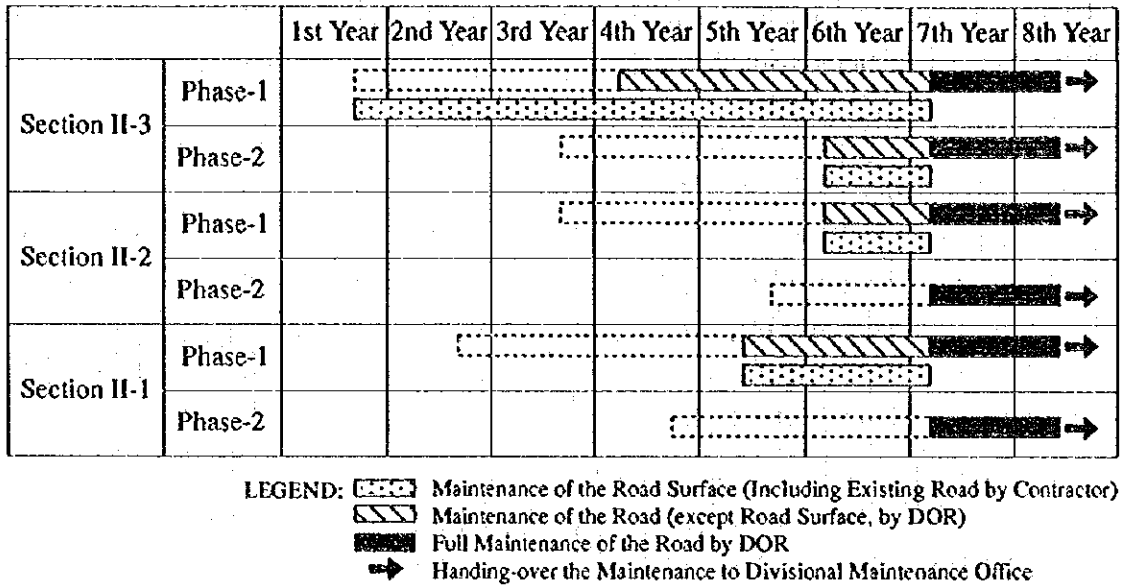 1st Year 2nd Year 3rd Year 4th Year 5th Year 6th Year 7th Year 8th Year
Section II-3
Phase-1
Phase-2
Section II-2
Phase-1
Phase-2
Section II-1
Phase-1
Phase-2
LEGEND: Maintenance of the Road Surface (Including Existing Road by Contractor)
Maintenance of the Road (except Road Surface, by DOR)
Full Maintenance of the Road by DOR
Handing-over the Maintenance to Divisional Maintenance Office